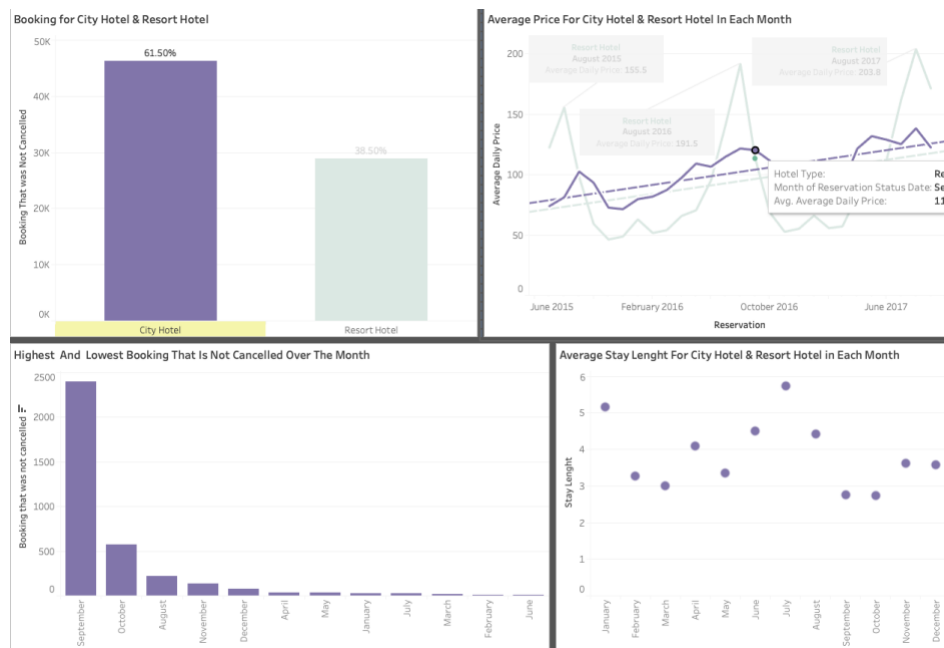 Booking for City Hotel & Resort Hotel
50K
40K
30K
20K
10K
0K
Booking That was Not Cancelled
61.50%
38.50%
City Hotel
Resort Hotel
Average Price For City Hotel & Resort Hotel In Each Month
200
150
100
50
0
Average Daily Price
Resort Hotel
August 2015
Average Daily Price: 155.5
Resort Hotel
August 2016
Average Daily Price: 191.5
Resort Hotel
August 2017
Average Daily Price: 203.8
Hotel Type: Re
Month of Reservation Status Date: Se
Avg. Average Daily Price: 11
June 2015
February 2016
October 2016
June 2017
Reservation
Highest And Lowest Booking That Is Not Cancelled Over The Month
2500
2000
1500
1000
500
0
Booking that was not cancelled
September
October
August
November
December
April
May
January
July
March
February
June
Average Stay Lenght For City Hotel & Resort Hotel in Each Month
6
5
4
3
2
1
0
Stay Lenght
January
February
March
April
May
June
July
August
September
October
November
December